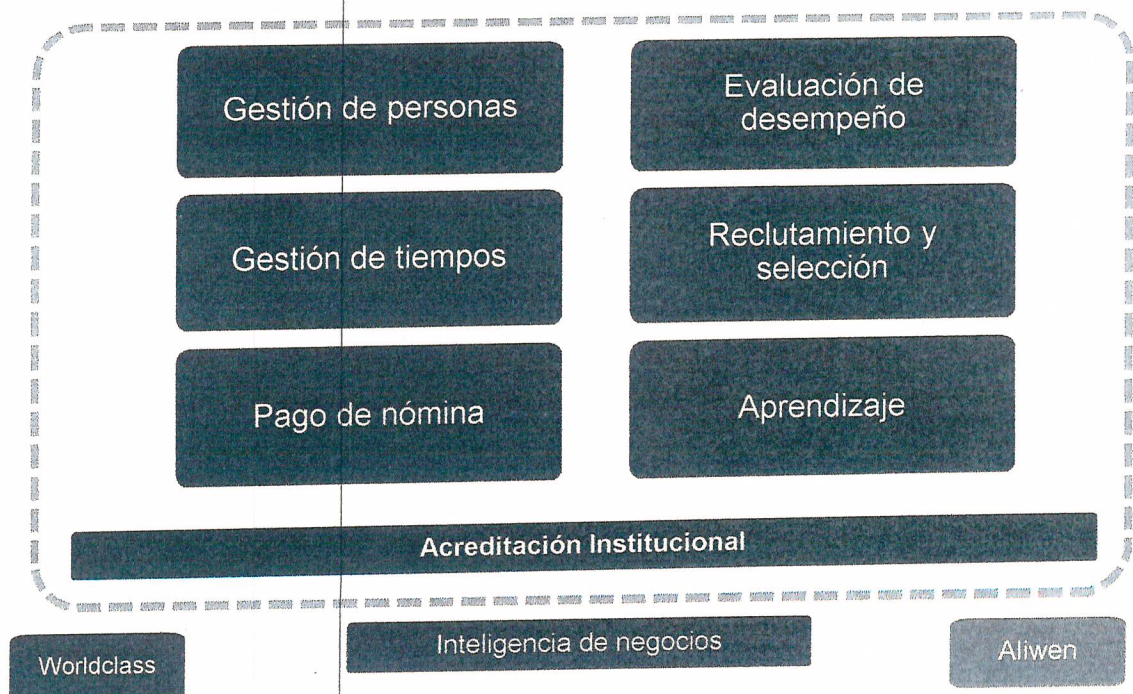 Gestión de personas
Evaluación de
desempeño
Gestión de tiempos
Reclutamiento y
selección
Pago de nómina
Aprendizaje
Acreditación Institucional
Worldclass
Inteligencia de negocios
Aliwen